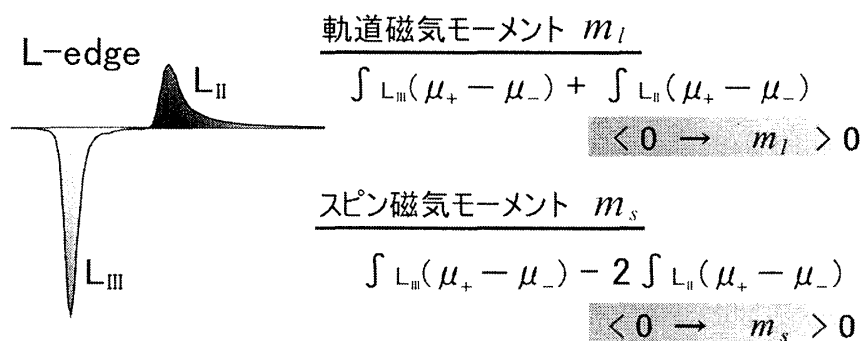 L-edge
L_II
L_III
軌道磁気モーメント m_l
∫ L_III (μ₊ − μ₋) + ∫ L_II (μ₊ − μ₋)
< 0 → m_l > 0
スピン磁気モーメント m_s
∫ L_III (μ₊ − μ₋) − 2 ∫ L_II (μ₊ − μ₋)
< 0 → m_s > 0